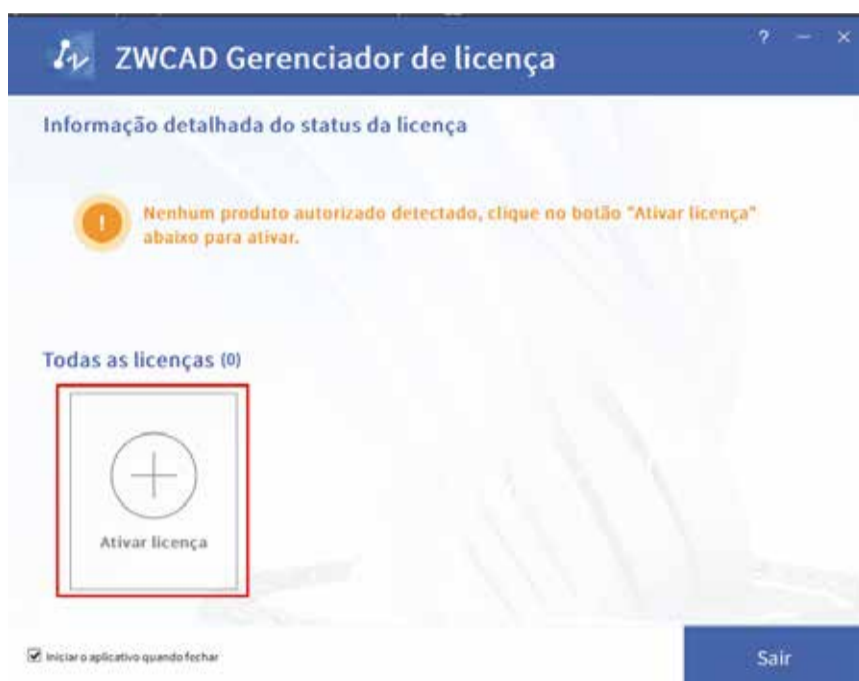 ZWCAD Gerenciador de licença
? — ×
Informação detalhada do status da licença
!
Nenhum produto autorizado detectado, clique no botão "Ativar licença"
abaixo para ativar.
Todas as licenças (0)
Ativar licença
Iniciar o aplicativo quando fechar
Sair